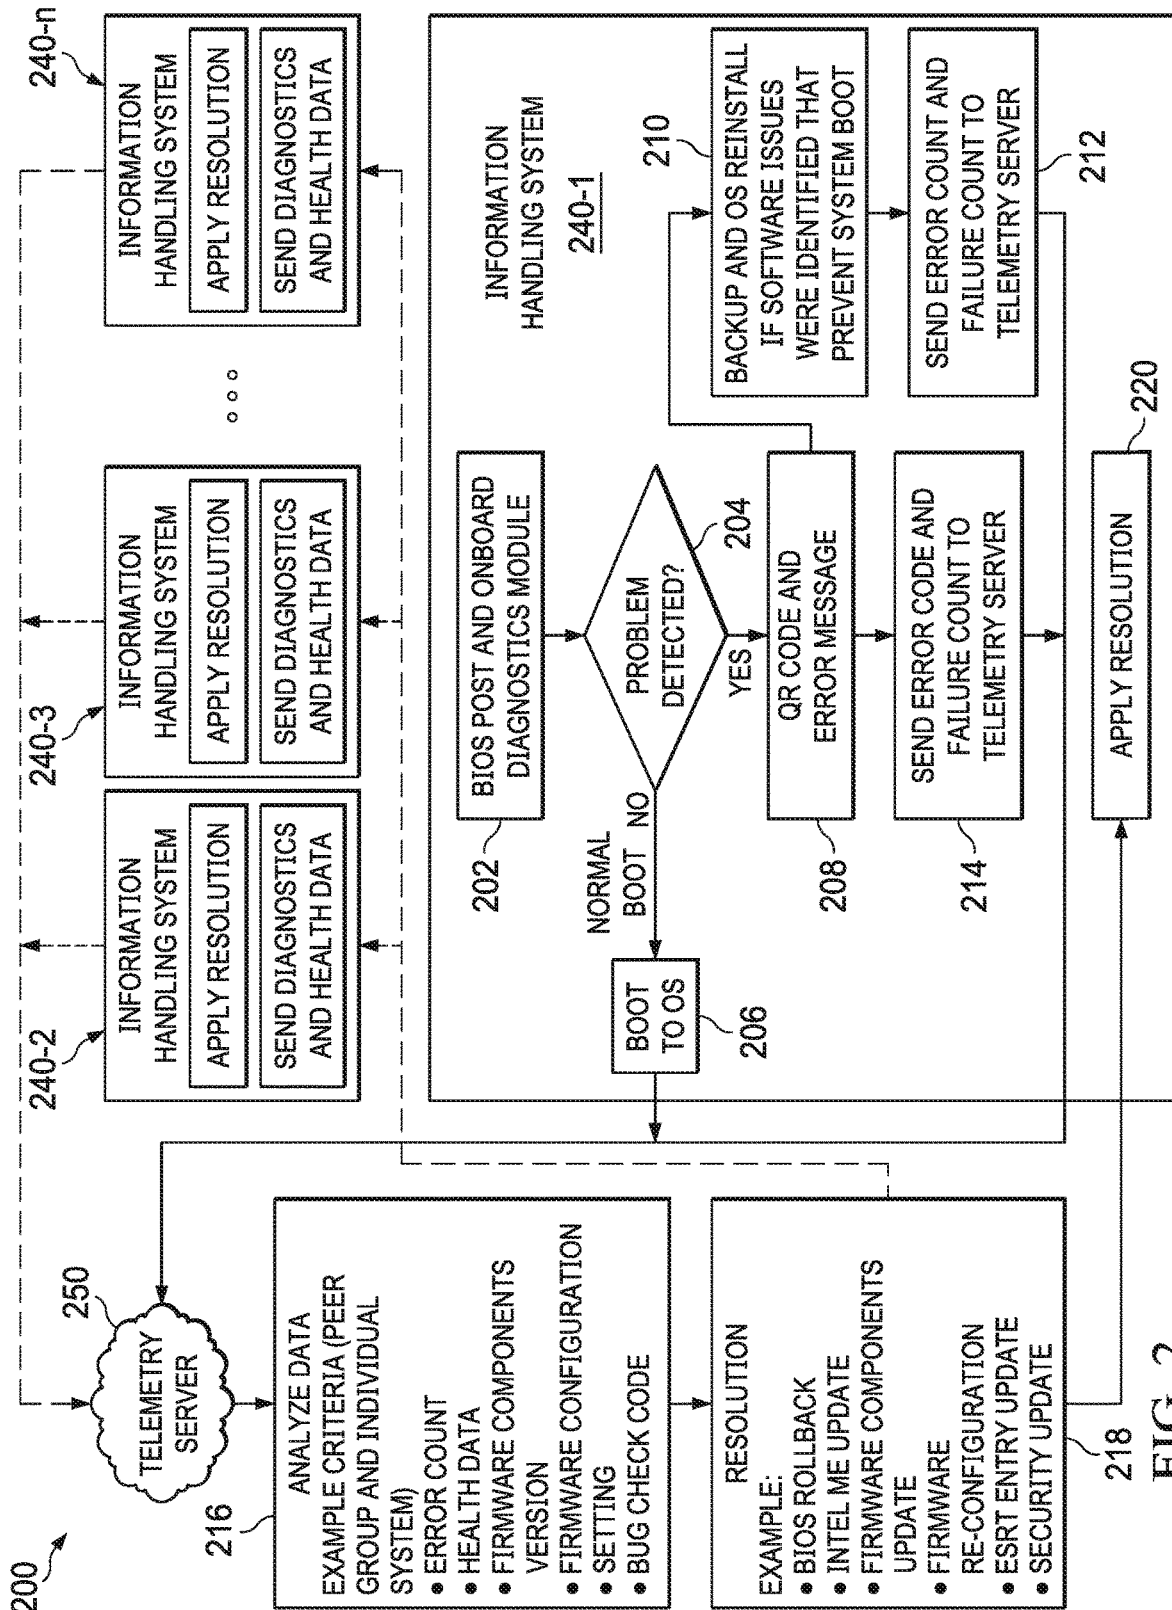 200
250
TELEMETRY
SERVER
216
ANALYZE DATA
EXAMPLE CRITERIA (PEER
GROUP AND INDIVIDUAL
SYSTEM)
• ERROR COUNT
• HEALTH DATA
• FIRMWARE COMPONENTS
VERSION
• FIRMWARE CONFIGURATION
• SETTING
• BUG CHECK CODE
RESOLUTION
EXAMPLE:
• BIOS ROLLBACK
• INTEL ME UPDATE
• FIRMWARE COMPONENTS
UPDATE
• FIRMWARE
RE-CONFIGURATION
• ESRT ENTRY UPDATE
• SECURITY UPDATE
218
240-2
INFORMATION
HANDLING SYSTEM
APPLY RESOLUTION
SEND DIAGNOSTICS
AND HEALTH DATA
240-3
INFORMATION
HANDLING SYSTEM
APPLY RESOLUTION
SEND DIAGNOSTICS
AND HEALTH DATA
240-n
INFORMATION
HANDLING SYSTEM
APPLY RESOLUTION
SEND DIAGNOSTICS
AND HEALTH DATA
INFORMATION
HANDLING SYSTEM
240-1
BIOS POST AND ONBOARD
DIAGNOSTICS MODULE
202
PROBLEM
DETECTED?
204
NORMAL
BOOT
NO
YES
BOOT
TO OS
206
QR CODE AND
ERROR MESSAGE
208
210
BACKUP AND OS REINSTALL
IF SOFTWARE ISSUES
WERE IDENTIFIED THAT
PREVENT SYSTEM BOOT
SEND ERROR COUNT AND
FAILURE COUNT TO
TELEMETRY SERVER
212
SEND ERROR CODE AND
FAILURE COUNT TO
TELEMETRY SERVER
214
APPLY RESOLUTION
220
FIG. 2